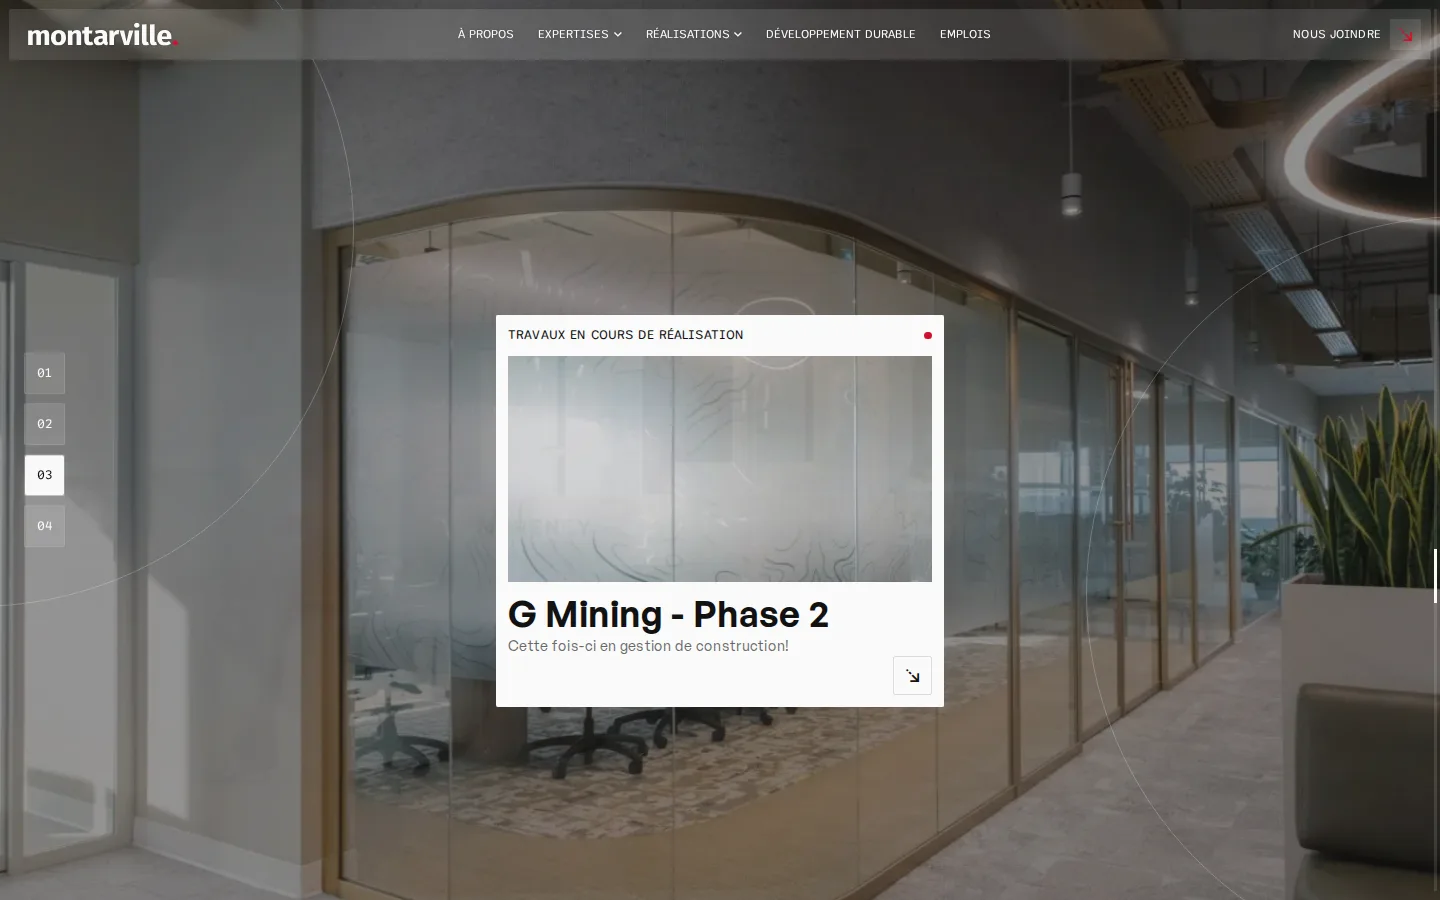 montarville.
À PROPOS
EXPERTISES
RÉALISATIONS
DÉVELOPPEMENT DURABLE
EMPLOIS
NOUS JOINDRE
01
02
03
04
TRAVAUX EN COURS DE RÉALISATION
G Mining - Phase 2
Cette fois-ci en gestion de construction!